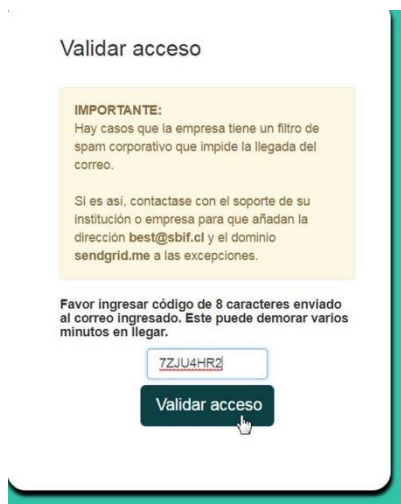 Validar acceso
IMPORTANTE:
Hay casos que la empresa tiene un filtro de
spam corporativo que impide la llegada del
correo.
Si es así, contactase con el soporte de su
institución o empresa para que añadan la
dirección best@sbif.cl y el dominio
sendgrid.me a las excepciones.
Favor ingresar código de 8 caracteres enviado
al correo ingresado. Este puede demorar varios
minutos en llegar.
7ZJU4HR2
Validar acceso